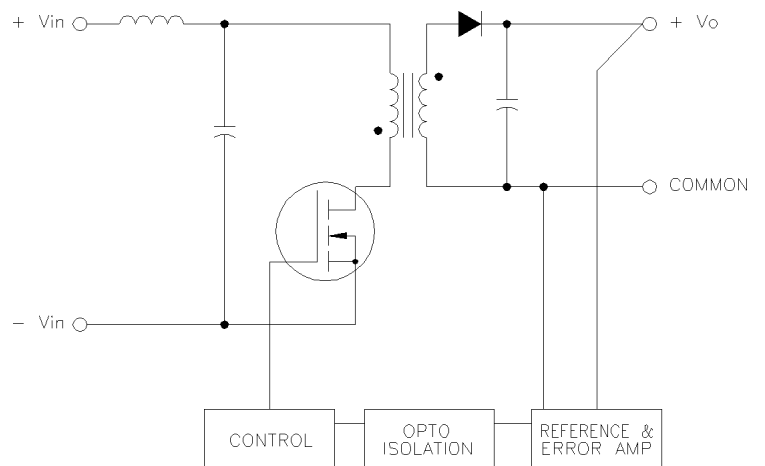 + Vin
+ Vo
COMMON
− Vin
CONTROL
OPTO
ISOLATION
REFERENCE &
ERROR AMP